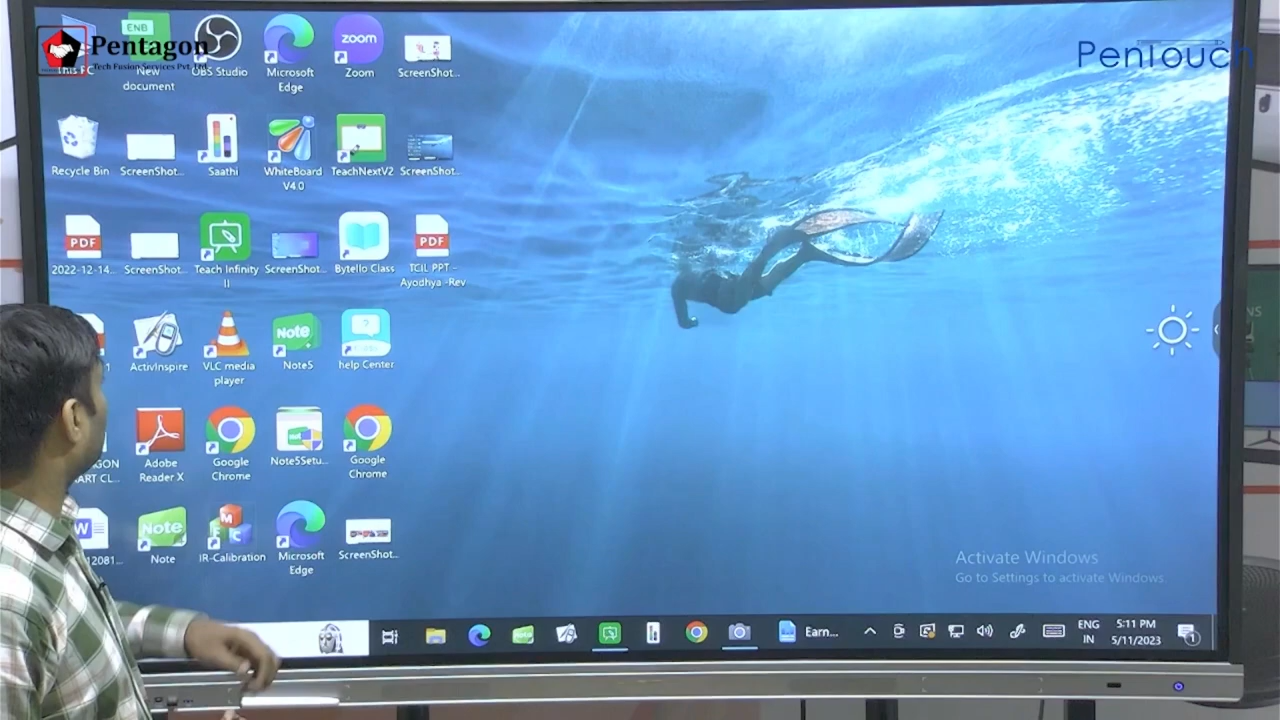 Pentagon
Tech Fusion Services Pvt. Ltd.
PenTouch
This PC
ENB
New
document
OBS Studio
Microsoft
Edge
zoom
Zoom
ScreenShot...
Recycle Bin
ScreenShot...
Saathi
WhiteBoard
V4.0
TeachNextV2
ScreenShot...
PDF
2022-12-14...
ScreenShot...
Teach Infinity
II
ScreenShot...
Bytello Class
PDF
TCIL PPT -
Ayodhya -Rev
ActivInspire
VLC media
player
Note
Note5
help Center
Adobe
Reader X
Google
Chrome
Note5Setu...
Google
Chrome
W
Note
Note
IR-Calibration
Microsoft
Edge
ScreenShot...
Activate Windows
Go to Settings to activate Windows
Note
Earn...
ENG
IN
5:11 PM
5/11/2023
1